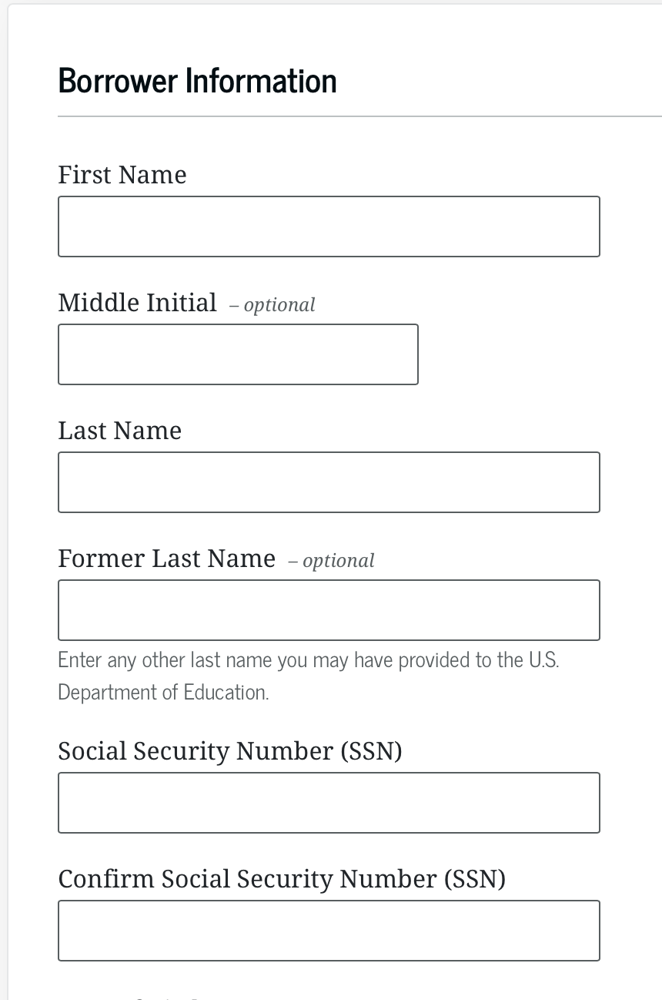 Borrower Information
First Name
Middle Initial – optional
Last Name
Former Last Name – optional
Enter any other last name you may have provided to the U.S.
Department of Education.
Social Security Number (SSN)
Confirm Social Security Number (SSN)